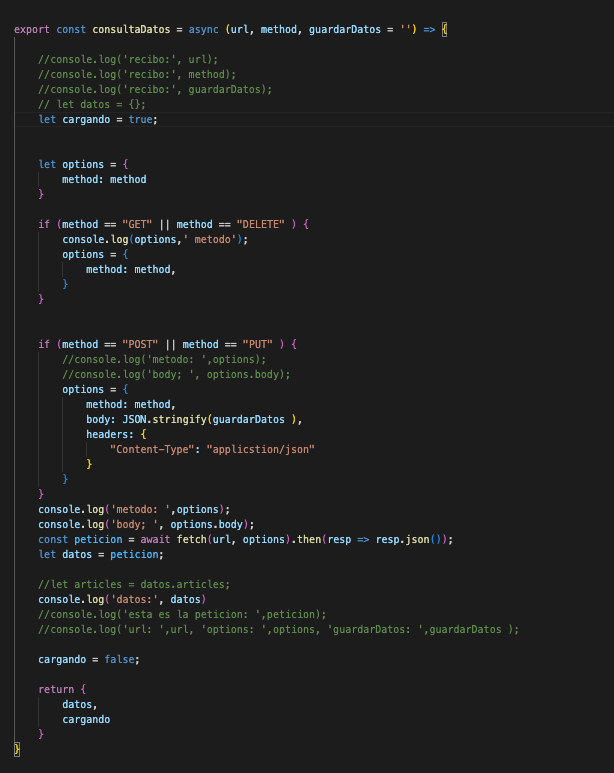 export const consultaDatos = async (url, method, guardarDatos = '') => {
//console.log('recibo:', url);
//console.log('recibo:', method);
//console.log('recibo:', guardarDatos);
// let datos = {};
let cargando = true;
let options = {
method: method
}
if (method == "GET" || method == "DELETE" ) {
console.log(options,' metodo');
options = {
method: method,
}
}
if (method == "POST" || method == "PUT" ) {
//console.log('metodo: ',options);
//console.log('body; ', options.body);
options = {
method: method,
body: JSON.stringify(guardarDatos ),
headers: {
"Content-Type": "applicstion/json"
}
}
}
console.log('metodo: ',options);
console.log('body; ', options.body);
const peticion = await fetch(url, options).then(resp => resp.json());
let datos = peticion;
//let articles = datos.articles;
console.log('datos:', datos)
//console.log('esta es la peticion: ',peticion);
//console.log('url: ',url, 'options: ',options, 'guardarDatos: ',guardarDatos );
cargando = false;
return {
datos,
cargando
}
}